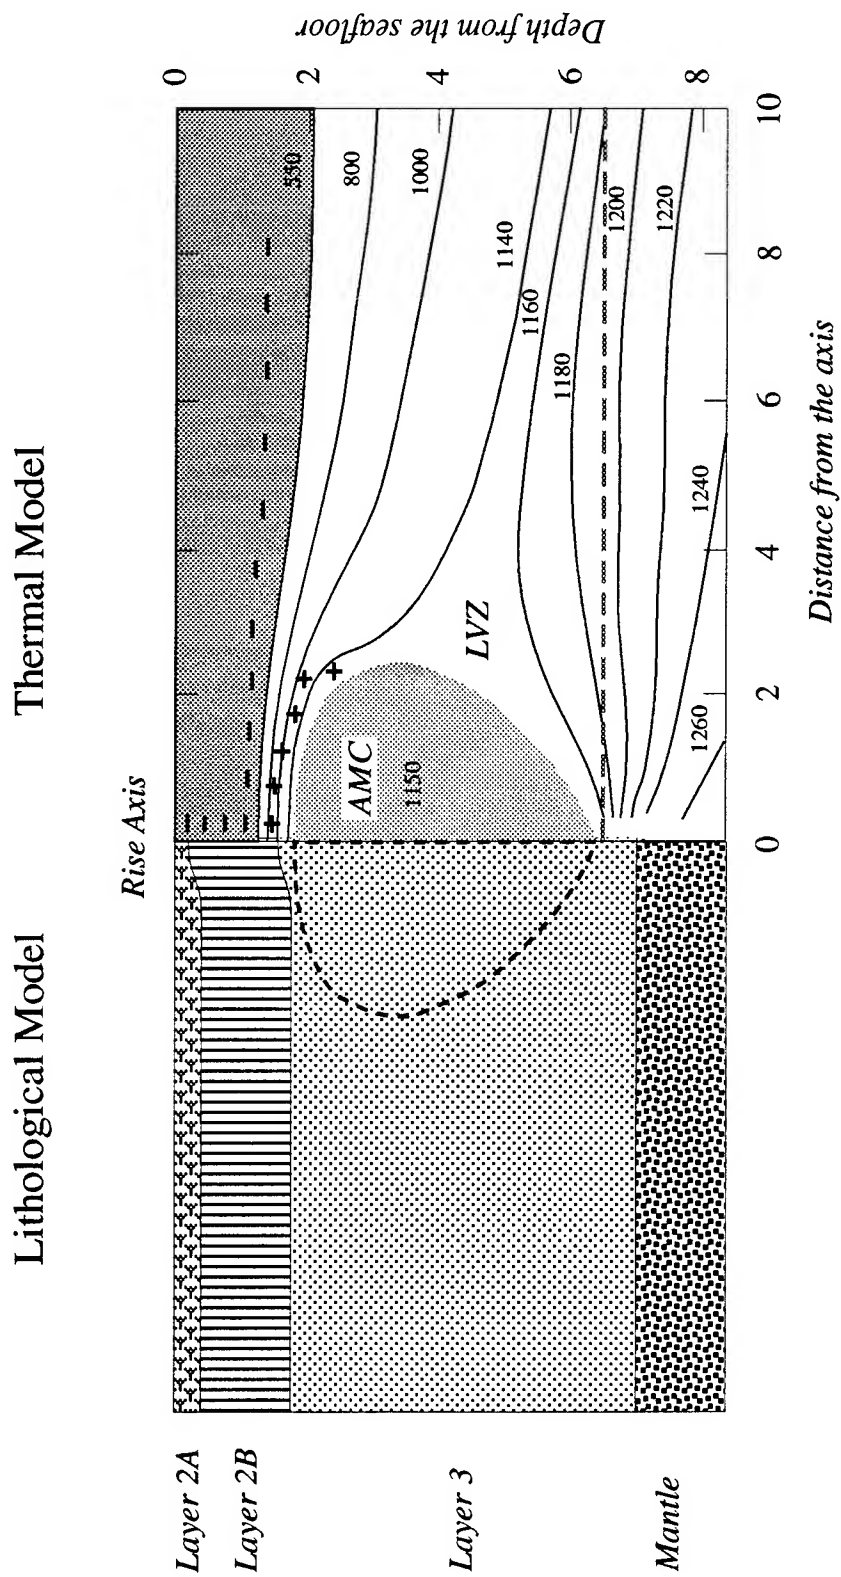 Lithological Model
Thermal Model
Rise Axis
Layer 2A
Layer 2B
Layer 3
Mantle
AMC
1150
LVZ
550
800
1000
1140
1160
1180
1200
1220
1240
1260
0
2
4
6
8
Depth from the seafloor
0
2
4
6
8
10
Distance from the axis